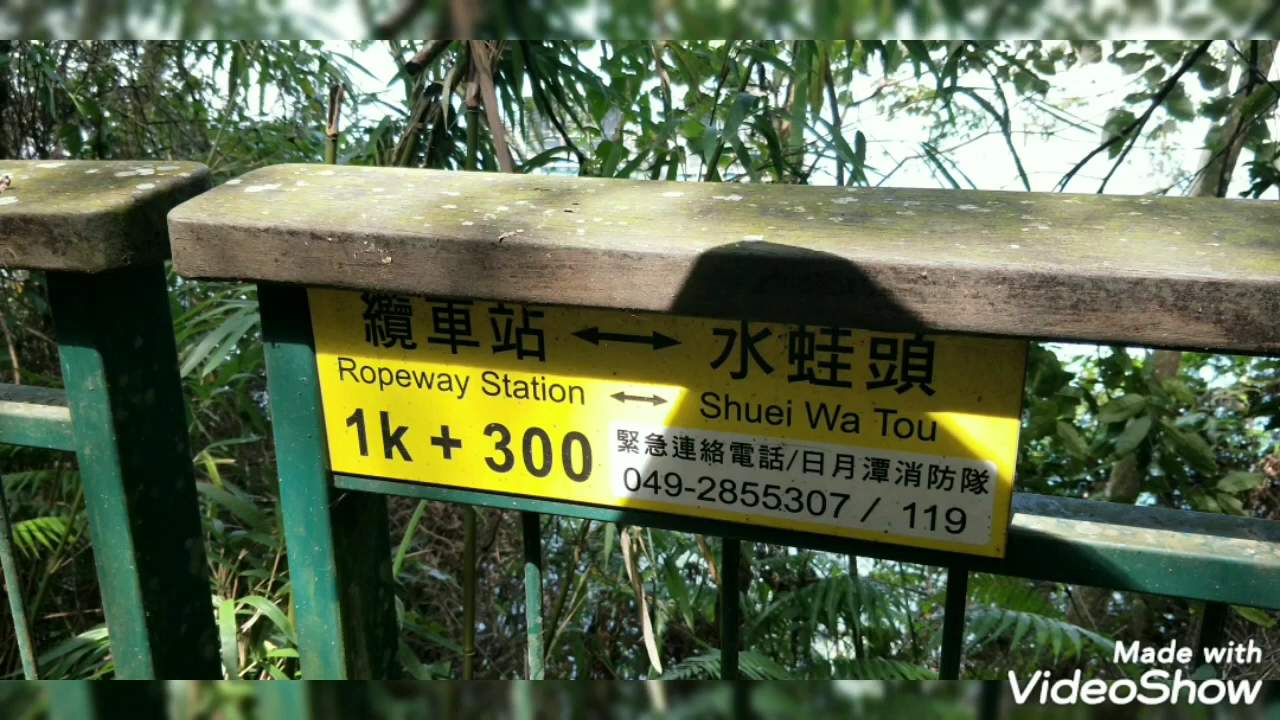 纜車站 ↔ 水蛙頭
Ropeway Station ↔ Shuei Wa Tou
1k + 300
緊急連絡電話/日月潭消防隊
049-2855307 / 119
Made with
VideoShow